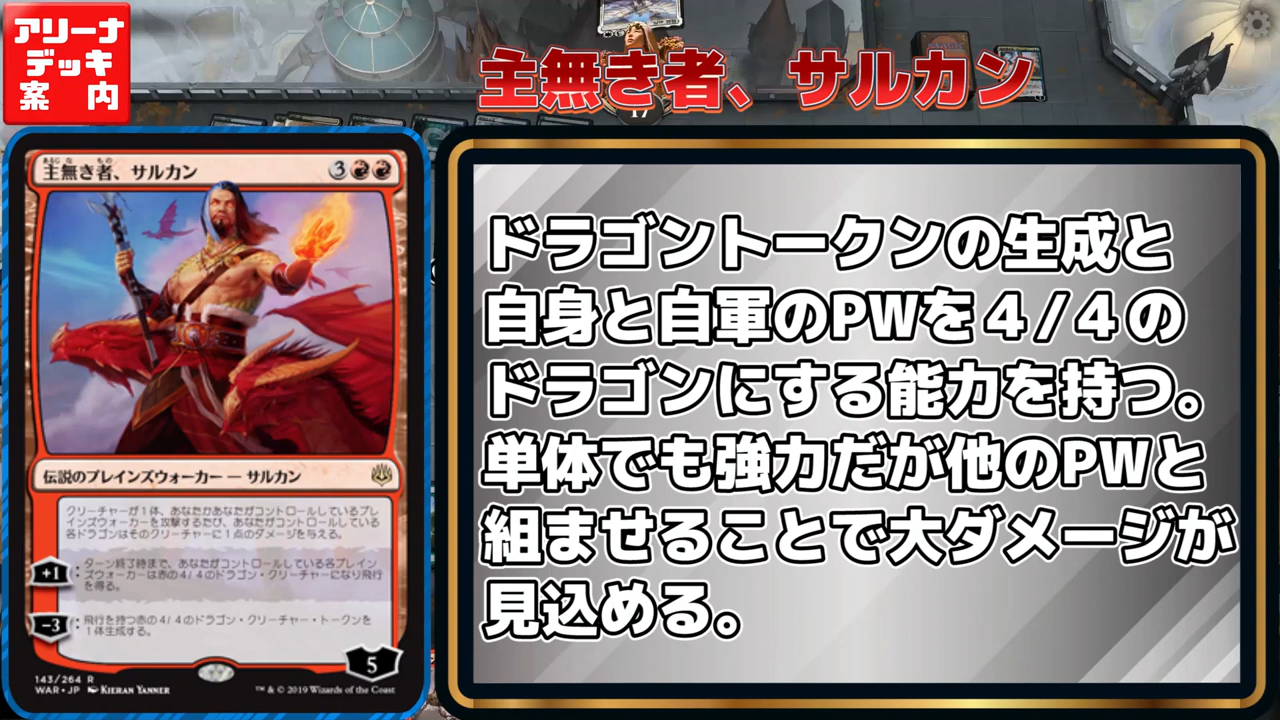 アリーナ
デッキ
案内
主無き者、サルカン
17
あるじ な もの
主無き者、サルカン
3
伝説のプレインズウォーカー ― サルカン
クリーチャーが1体、あなたかあなたがコントロールしているプレ
インズウォーカーを攻撃するたび、あなたがコントロールしている
各ドラゴンはそのクリーチャーに1点のダメージを与える。
+1 : ターン終了時まで、あなたがコントロールしている各プレイン
ズウォーカーは赤の4/4のドラゴン・クリーチャーになり飛行
を得る。
-3 : 飛行を持つ赤の4/4のドラゴン・クリーチャー・トークンを
1体生成する。
5
143/264 R
WAR・JP KIERAN YANNER
™ & © 2019 Wizards of the Coast
ドラゴントークンの生成と
自身と自軍のPWを4/4の
ドラゴンにする能力を持つ。
単体でも強力だが他のPWと
組ませることで大ダメージが
見込める。